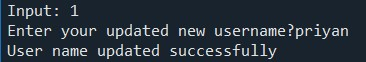 Input: 1
Enter your updated new username?priyan
User name updated successfully